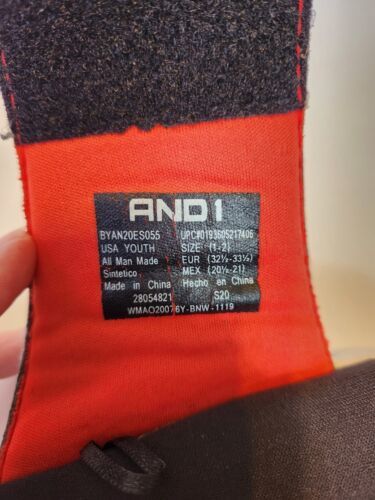 AND1
BYAN20ES055 UPC#0193605217406
USA YOUTH SIZE (1-2)
All Man Made EUR (32½-33½)
Sintetico MEX (20½-21)
Made in China Hecho en China
28054821 S20
WMAO20076Y-BNW-1119